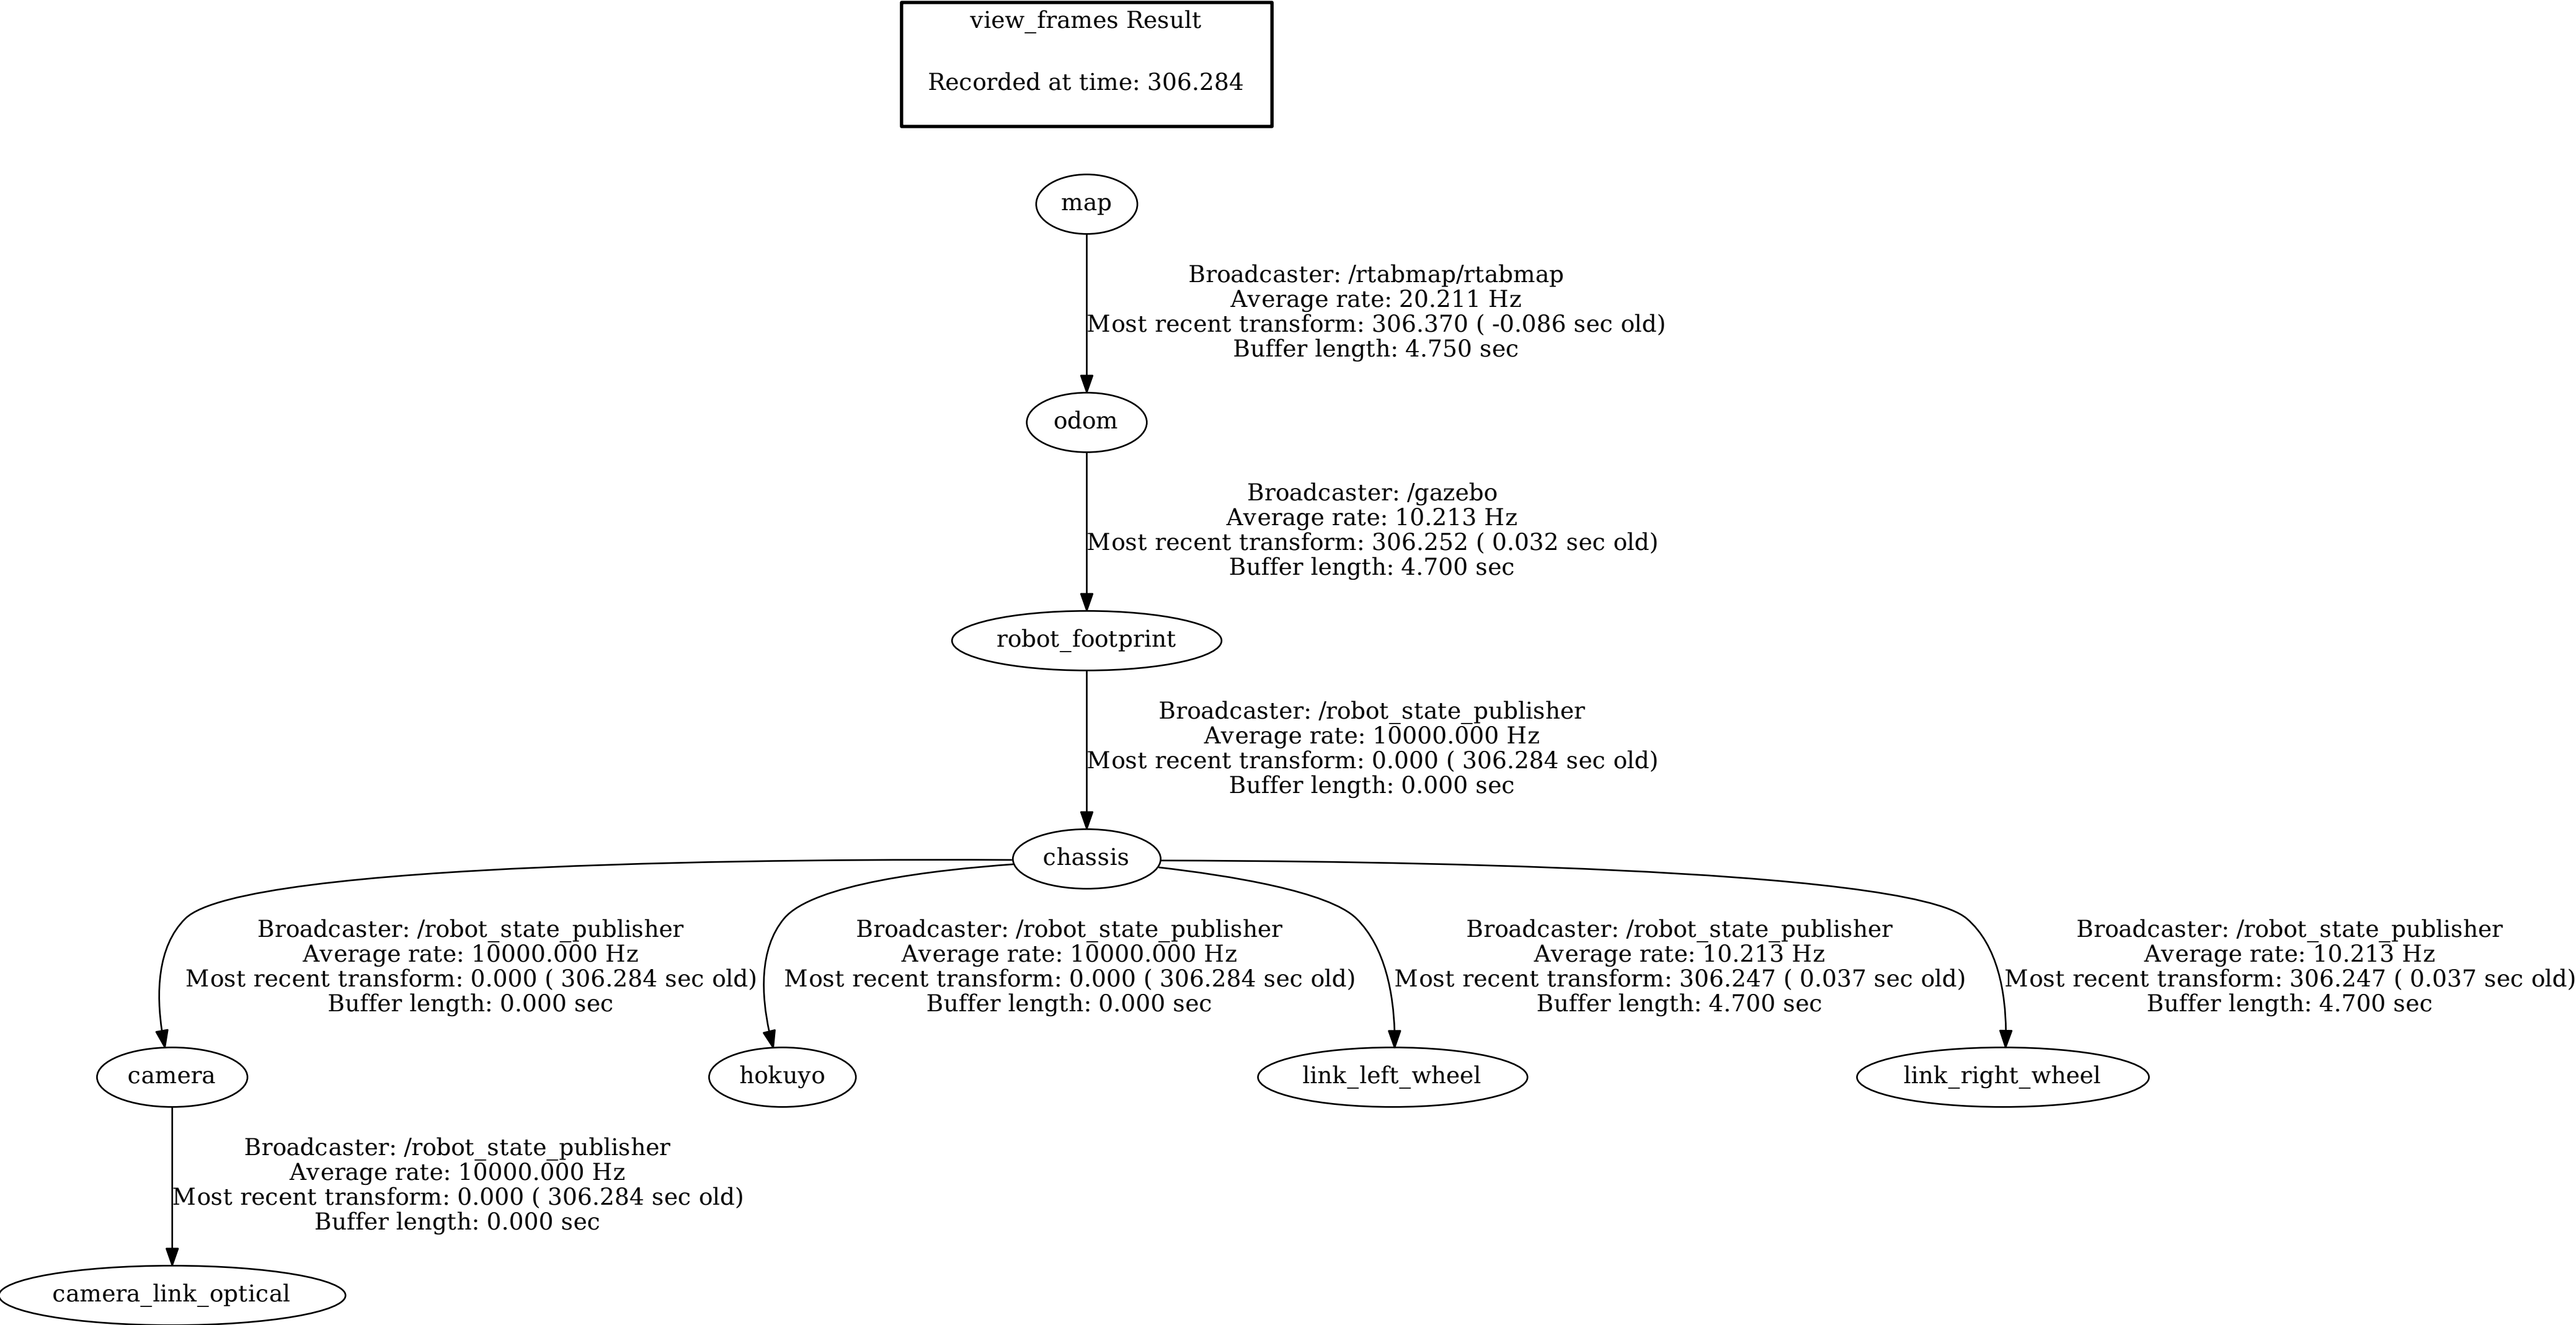 view_frames Result
Recorded at time: 306.284
map
Broadcaster: /rtabmap/rtabmap
Average rate: 20.211 Hz
Most recent transform: 306.370 ( -0.086 sec old)
Buffer length: 4.750 sec
odom
Broadcaster: /gazebo
Average rate: 10.213 Hz
Most recent transform: 306.252 ( 0.032 sec old)
Buffer length: 4.700 sec
robot_footprint
Broadcaster: /robot_state_publisher
Average rate: 10000.000 Hz
Most recent transform: 0.000 ( 306.284 sec old)
Buffer length: 0.000 sec
chassis
Broadcaster: /robot_state_publisher
Average rate: 10000.000 Hz
Most recent transform: 0.000 ( 306.284 sec old)
Buffer length: 0.000 sec
Broadcaster: /robot_state_publisher
Average rate: 10000.000 Hz
Most recent transform: 0.000 ( 306.284 sec old)
Buffer length: 0.000 sec
Broadcaster: /robot_state_publisher
Average rate: 10.213 Hz
Most recent transform: 306.247 ( 0.037 sec old)
Buffer length: 4.700 sec
Broadcaster: /robot_state_publisher
Average rate: 10.213 Hz
Most recent transform: 306.247 ( 0.037 sec old)
Buffer length: 4.700 sec
camera
hokuyo
link_left_wheel
link_right_wheel
Broadcaster: /robot_state_publisher
Average rate: 10000.000 Hz
Most recent transform: 0.000 ( 306.284 sec old)
Buffer length: 0.000 sec
camera_link_optical